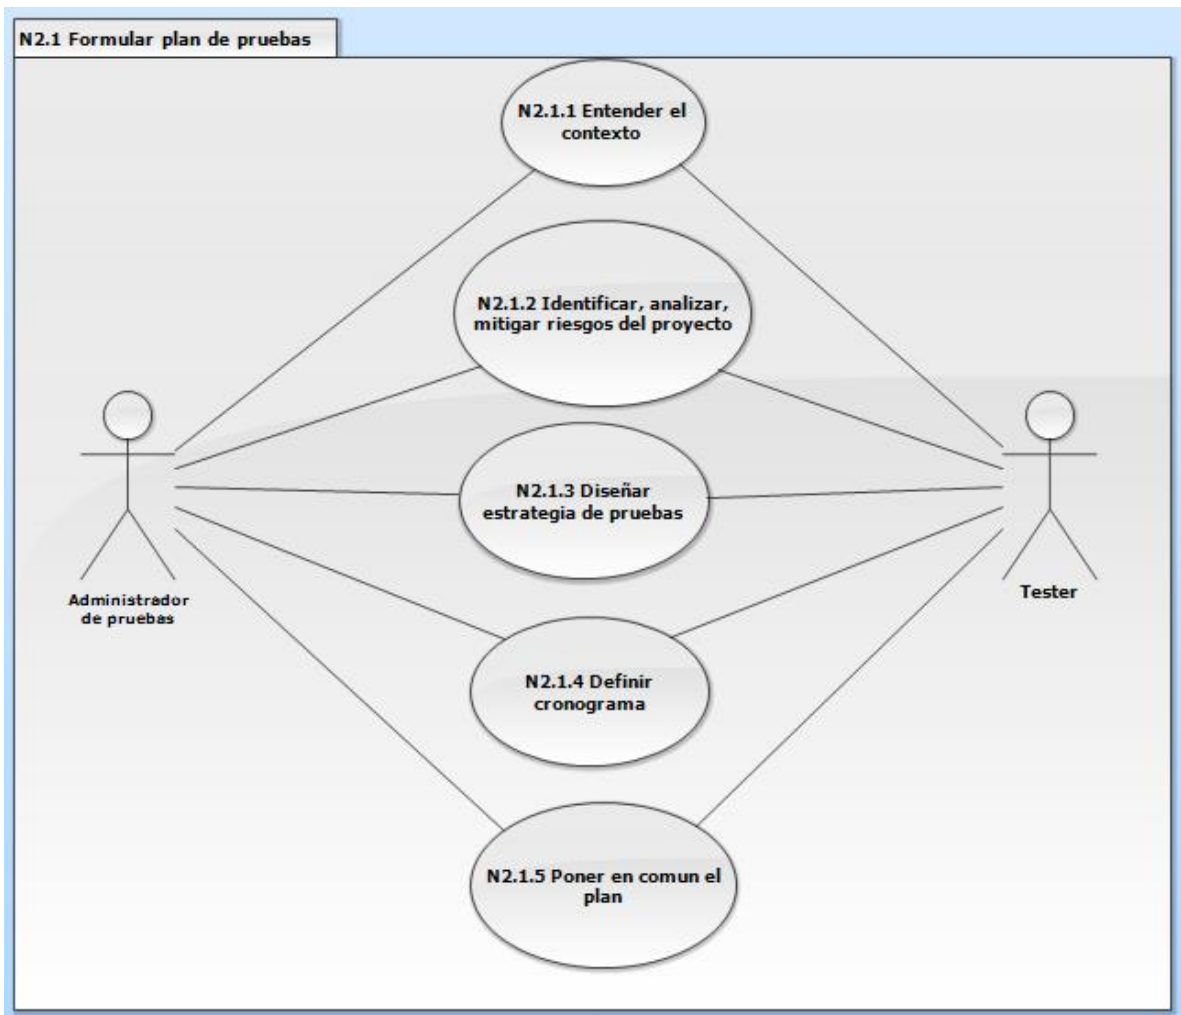 N2.1 Formular plan de pruebas
N2.1.1 Entender el
contexto
N2.1.2 Identificar, analizar,
mitigar riesgos del proyecto
N2.1.3 Diseñar
estrategia de pruebas
Administrador
de pruebas
Tester
N2.1.4 Definir
cronograma
N2.1.5 Poner en comun el
plan